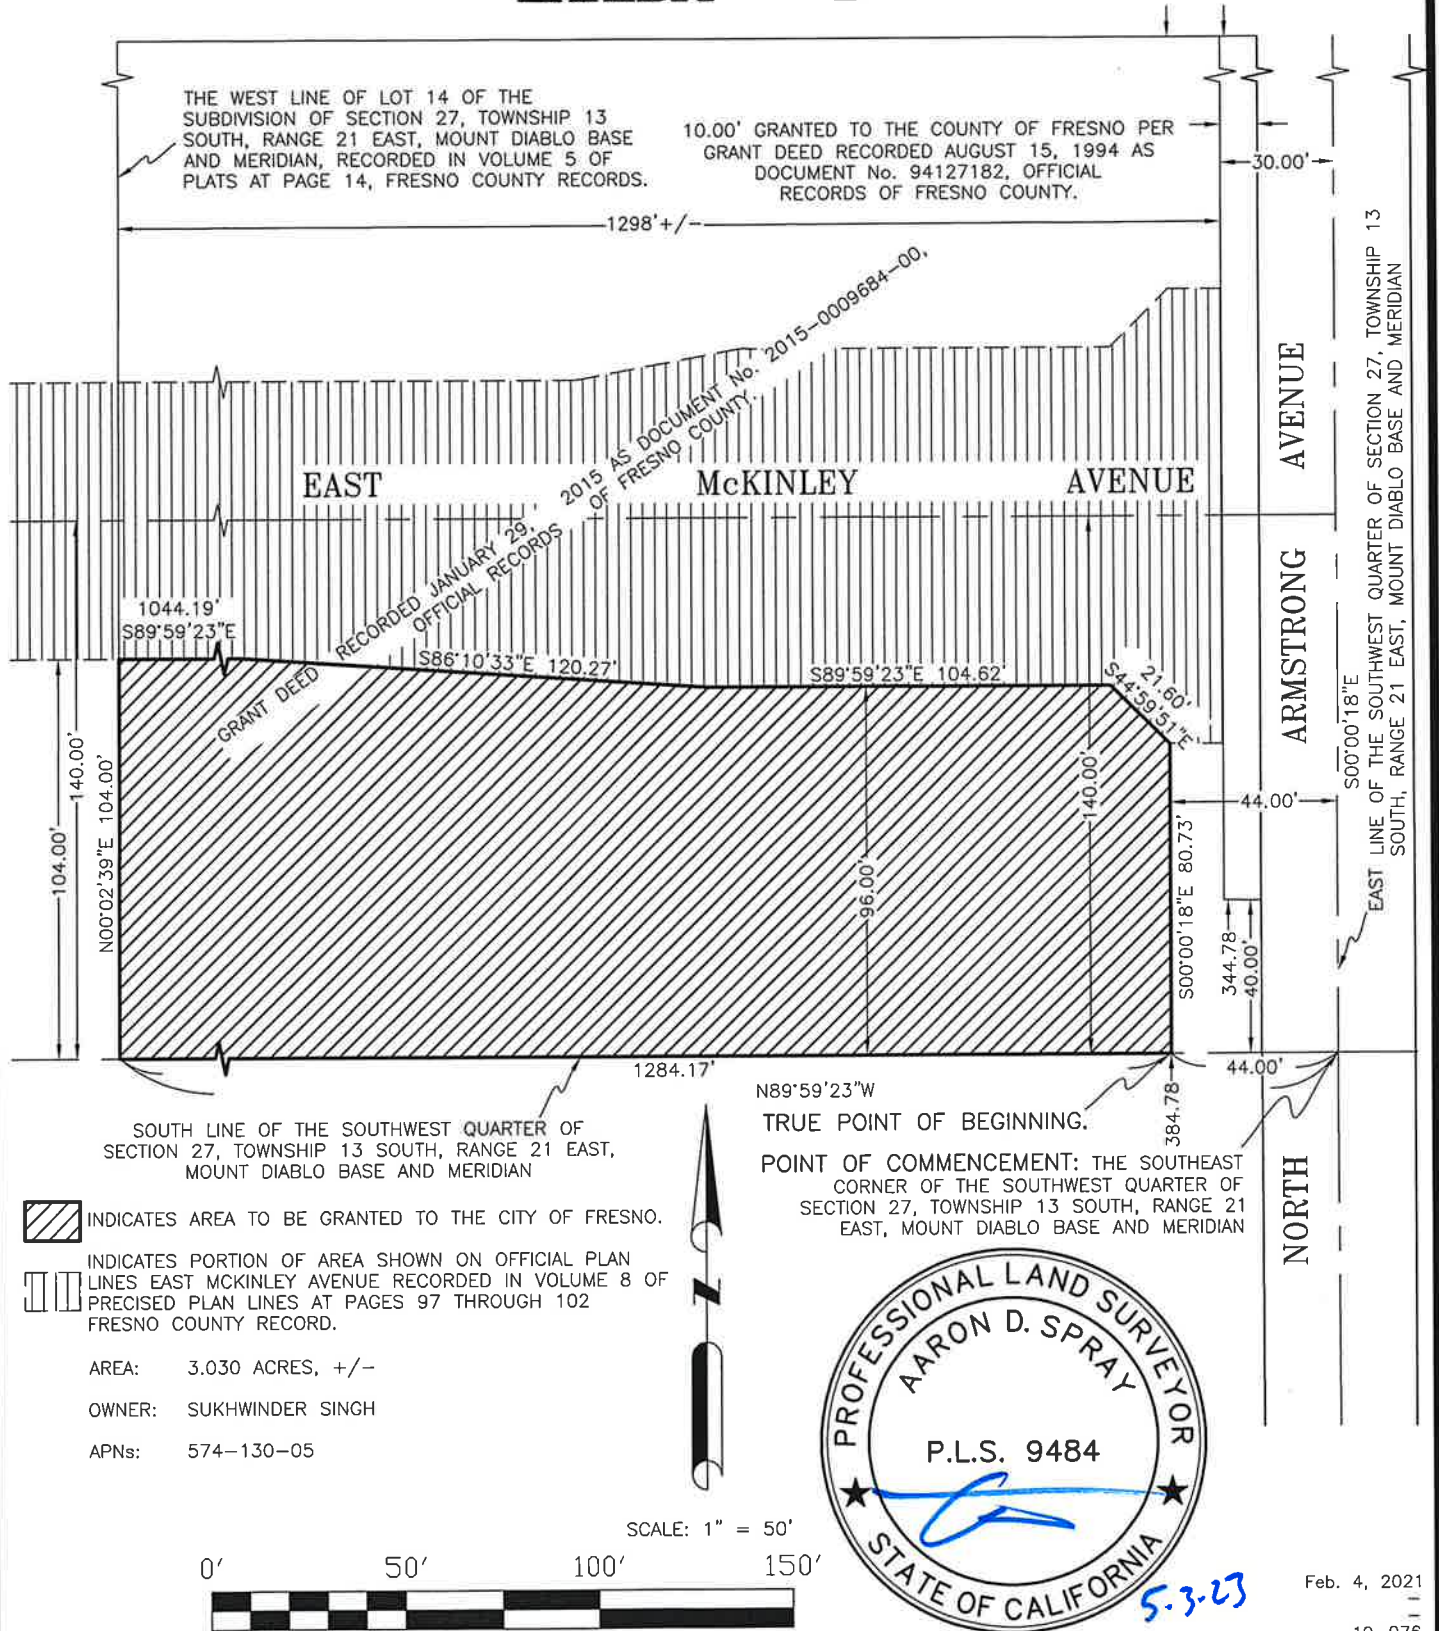 THE WEST LINE OF LOT 14 OF THE
SUBDIVISION OF SECTION 27, TOWNSHIP 13
SOUTH, RANGE 21 EAST, MOUNT DIABLO BASE
AND MERIDIAN, RECORDED IN VOLUME 5 OF
PLATS AT PAGE 14, FRESNO COUNTY RECORDS.
10.00' GRANTED TO THE COUNTY OF FRESNO PER
GRANT DEED RECORDED AUGUST 15, 1994 AS
DOCUMENT No. 94127182, OFFICIAL
RECORDS OF FRESNO COUNTY.
30.00'
1298'+/-
GRANT DEED RECORDED JANUARY 29, 2015 AS DOCUMENT No. 2015-0009684-00,
OFFICIAL RECORDS OF FRESNO COUNTY.
EAST McKINLEY AVENUE
1044.19'
S89°59'23"E
S86°10'33"E 120.27'
S89°59'23"E 104.62'
21.60'
S44°59'51"E
104.00'
140.00'
N00°02'39"E 104.00'
96.00'
140.00'
S00°00'18"E 80.73'
44.00'
344.78
40.00'
NORTH ARMSTRONG AVENUE
S00°00'18"E
EAST LINE OF THE SOUTHWEST QUARTER OF SECTION 27, TOWNSHIP 13
SOUTH, RANGE 21 EAST, MOUNT DIABLO BASE AND MERIDIAN
1284.17'
N89°59'23"W
44.00'
384.78
TRUE POINT OF BEGINNING.
POINT OF COMMENCEMENT: THE SOUTHEAST
CORNER OF THE SOUTHWEST QUARTER OF
SECTION 27, TOWNSHIP 13 SOUTH, RANGE 21
EAST, MOUNT DIABLO BASE AND MERIDIAN
SOUTH LINE OF THE SOUTHWEST QUARTER OF
SECTION 27, TOWNSHIP 13 SOUTH, RANGE 21 EAST,
MOUNT DIABLO BASE AND MERIDIAN
INDICATES AREA TO BE GRANTED TO THE CITY OF FRESNO.
INDICATES PORTION OF AREA SHOWN ON OFFICIAL PLAN
LINES EAST MCKINLEY AVENUE RECORDED IN VOLUME 8 OF
PRECISED PLAN LINES AT PAGES 97 THROUGH 102
FRESNO COUNTY RECORD.
AREA: 3.030 ACRES, +/-
OWNER: SUKHWINDER SINGH
APNs: 574-130-05
N
PROFESSIONAL LAND SURVEYOR
AARON D. SPRAY
P.L.S. 9484
STATE OF CALIFORNIA
5.3.23
SCALE: 1" = 50'
0' 50' 100' 150'
Feb. 4, 2021